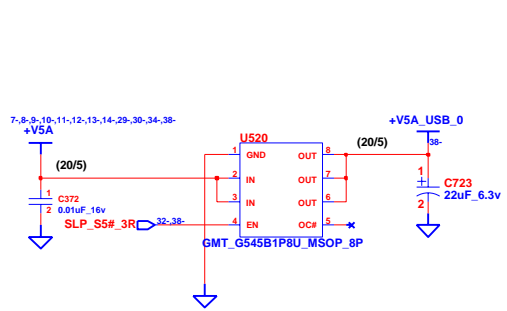 7-,8-,9-,10-,11-,12-,13-,14-,29-,30-,34-,38-
+V5A
(20/5)
1
C372
2 0.01uF_16v
SLP_S5#_3R
32-,38-
U520
1 GND OUT 8
2 IN OUT 7
3 IN OUT 6
4 EN OC# 5
GMT_G545B1P8U_MSOP_8P
(20/5)
+V5A_USB_0
38-
1
+
C723
2
22uF_6.3v